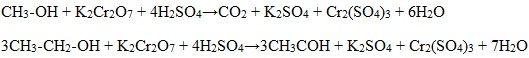 CH3-OH + K2Cr2O7 + 4H2SO4→CO2 + K2SO4 + Cr2(SO4)3 + 6H2O
3CH3-CH2-OH + K2Cr2O7 + 4H2SO4→3CH3COH + K2SO4 + Cr2(SO4)3 + 7H2O